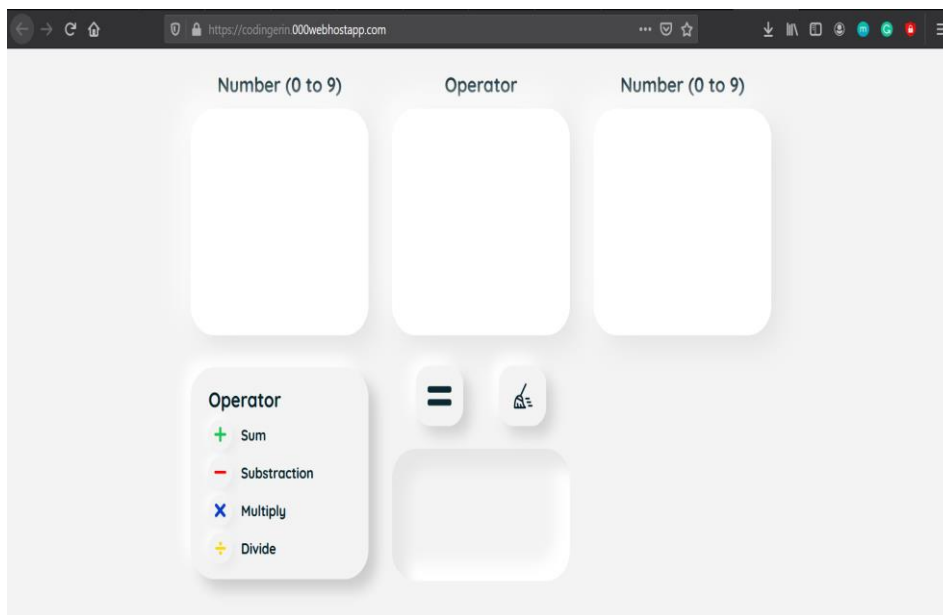 https://codingerin.000webhostapp.com
Number (0 to 9)
Operator
Number (0 to 9)
Operator
+ Sum
− Substraction
× Multiply
÷ Divide
=